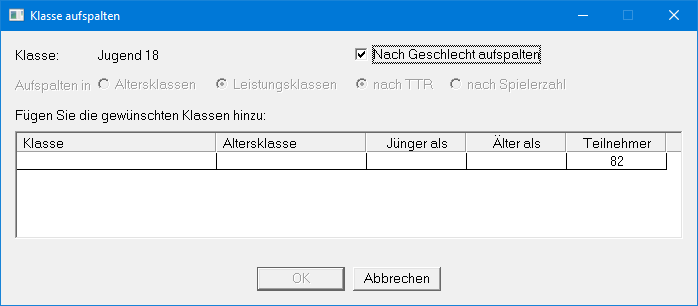 Klasse aufspalten
Klasse: Jugend 18 Nach Geschlecht aufspalten
Aufspalten in Altersklassen Leistungsklassen nach TTR nach Spielerzahl
Fügen Sie die gewünschten Klassen hinzu:
Klasse Altersklasse Jünger als Älter als Teilnehmer
82
OK Abbrechen